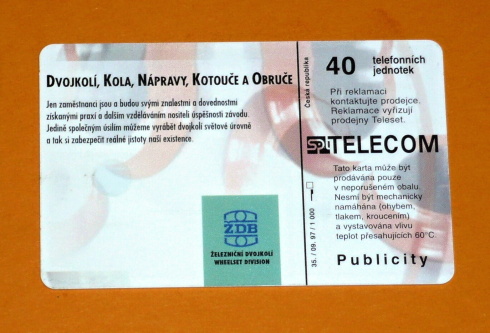 DVOJKOLÍ, KOLA, NÁPRAVY, KOTOUČE A OBRUČE
Jen zaměstnanci jsou a budou svými znalestmi a dovednostmi
získanými praxí a dalším vzděláváním nositeli úspěšnosti závodu.
Jedině společným úsilím můžeme vyrábět dvojkolí světové úrovně
a tak si zabezpečit reálné jistoty naší existence.
ŽDB
ŽELEZNIČNÍ DVOJKOLÍ
WHEELSET DIVISION
Česká republika
35. / 09. 97 / 1 000
40 telefonních
jednotek
Při reklamaci
kontaktujte prodejce.
Reklamace vyřizují
prodejny Teleset.
SPT TELECOM
Tato karta může být
prodávána pouze
v neporušeném obalu.
Nesmí být mechanicky
namáhána (ohybem,
tlakem, kroucením)
a vystavována vlivu
teplot přesahujících 60°C.
Publicity